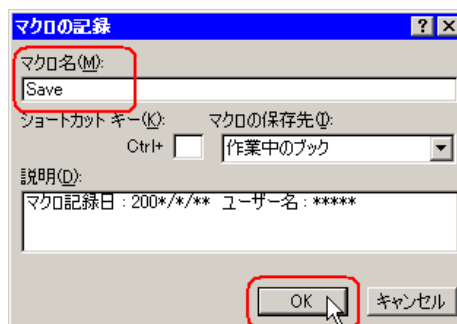 マクロの記録
マクロ名(M):
Save
ショートカット キー(K): マクロの保存先(I):
Ctrl+ 作業中のブック
説明(D):
マクロ記録日 : 200*/*/** ユーザー名 : *****
OK キャンセル